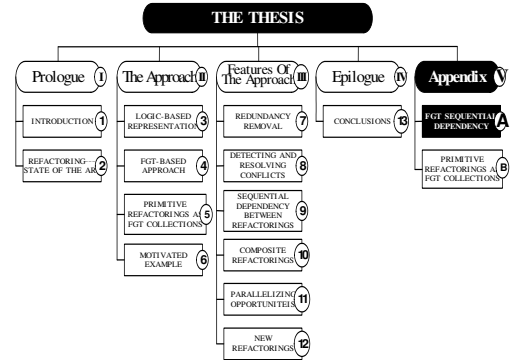 THE THESIS
Prologue I
INTRODUCTION 1
REFACTORING
STATE OF THE AR 2
The Approach II
LOGIC-BASED
REPRESENTATION 3
FGT-BASED
APPROACH 4
PRIMITIVE
REFACTORINGS A
FGT COLLECTIONS 5
MOTIVATED
EXAMPLE 6
Features Of
The Approach III
REDUNDANCY
REMOVAL 7
DETECTING AND
RESOLVING
CONFLICTS 8
SEQUENTIAL
DEPENDENCY
BETWEEN
REFACTORINGS 9
COMPOSITE
REFACTORINGS 10
PARALLELIZING
OPPORTUNITEIS 11
NEW
REFACTORINGS 12
Epilogue IV
CONCLUSIONS 13
Appendix V
FGT SEQUENTIAL
DEPENDENCY A
PRIMITIVE
REFACTORINGS A
FGT COLLECTIONS B